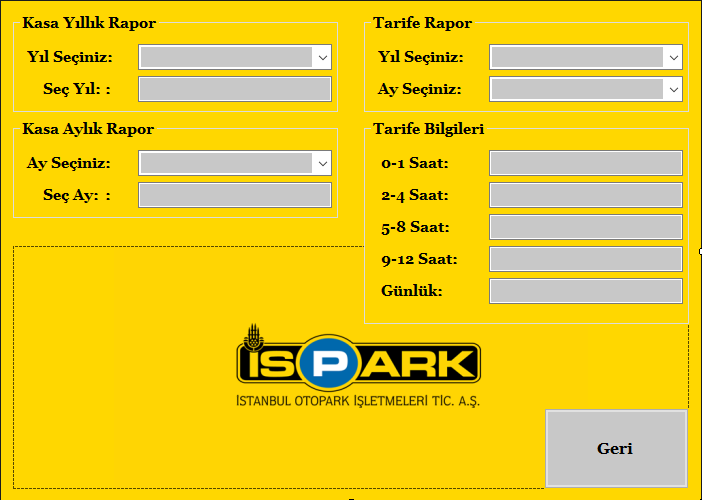 Kasa Yıllık Rapor
Yıl Seçiniz:
Seç Yıl: :
Kasa Aylık Rapor
Ay Seçiniz:
Seç Ay: :
Tarife Rapor
Yıl Seçiniz:
Ay Seçiniz:
Tarife Bilgileri
0-1 Saat:
2-4 Saat:
5-8 Saat:
9-12 Saat:
Günlük:
İSPARK
İSTANBUL OTOPARK İŞLETMELERİ TİC. A.Ş.
Geri